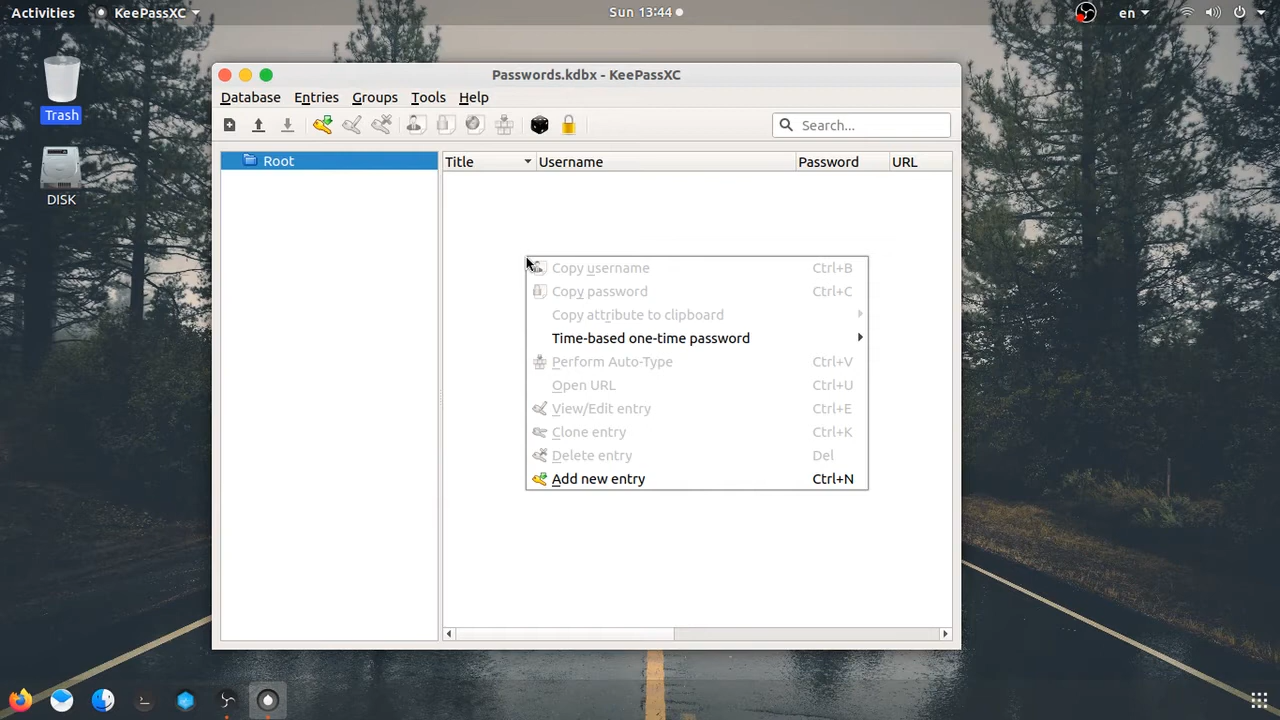 Activities
KeePassXC
Sun 13:44
en
Trash
DISK
Passwords.kdbx - KeePassXC
Database Entries Groups Tools Help
Search...
Root
Title Username Password URL
Copy username Ctrl+B
Copy password Ctrl+C
Copy attribute to clipboard
Time-based one-time password
Perform Auto-Type Ctrl+V
Open URL Ctrl+U
View/Edit entry Ctrl+E
Clone entry Ctrl+K
Delete entry Del
Add new entry Ctrl+N